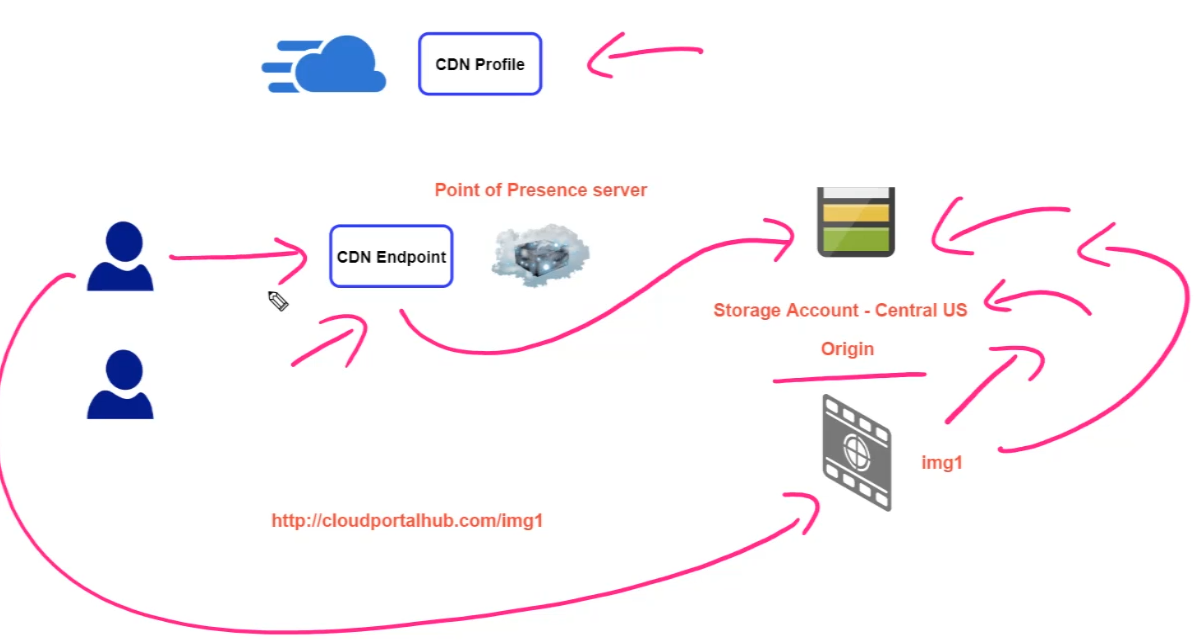 CDN Profile
Point of Presence server
CDN Endpoint
Storage Account - Central US
Origin
img1
http://cloudportalhub.com/img1